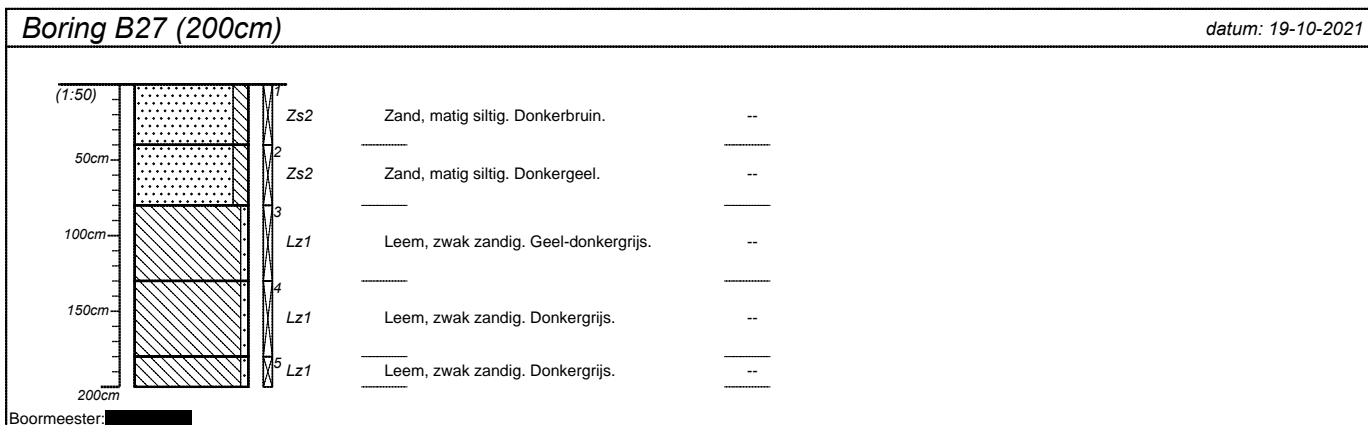 Boring B27 (200cm) datum: 19-10-2021
(1:50) 1
Zs2 Zand, matig siltig. Donkerbruin. --
50cm 2
Zs2 Zand, matig siltig. Donkergeel. --
3
100cm Lz1 Leem, zwak zandig. Geel-donkergrijs. --
4
150cm Lz1 Leem, zwak zandig. Donkergrijs. --
5 Lz1 Leem, zwak zandig. Donkergrijs. --
200cm
Boormeester: